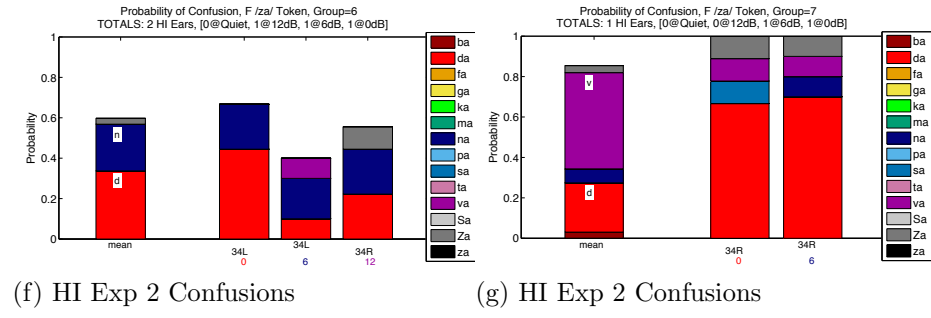 Probability of Confusion, F /za/ Token, Group=6
TOTALS: 2 HI Ears, [0@Quiet, 1@12dB, 1@6dB, 1@0dB]
1
0.8
0.6
0.4
0.2
0
Probability
n
d
mean
34L
0
34L
6
34R
12
ba
da
fa
ga
ka
ma
na
pa
sa
ta
va
Sa
Za
za
(f) HI Exp 2 Confusions
Probability of Confusion, F /za/ Token, Group=7
TOTALS: 1 HI Ears, [0@Quiet, 0@12dB, 1@6dB, 1@0dB]
1
0.8
0.6
0.4
0.2
0
Probability
v
d
mean
34R
0
34R
6
ba
da
fa
ga
ka
ma
na
pa
sa
ta
va
Sa
Za
za
(g) HI Exp 2 Confusions